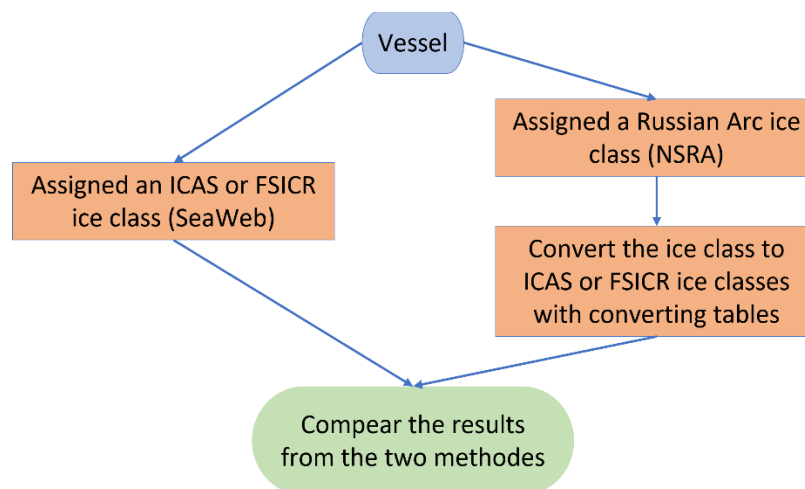 Vessel
Assigned a Russian Arc ice
class (NSRA)
Assigned an ICAS or FSICR
ice class (SeaWeb)
Convert the ice class to
ICAS or FSICR ice classes
with converting tables
Compear the results
from the two methodes